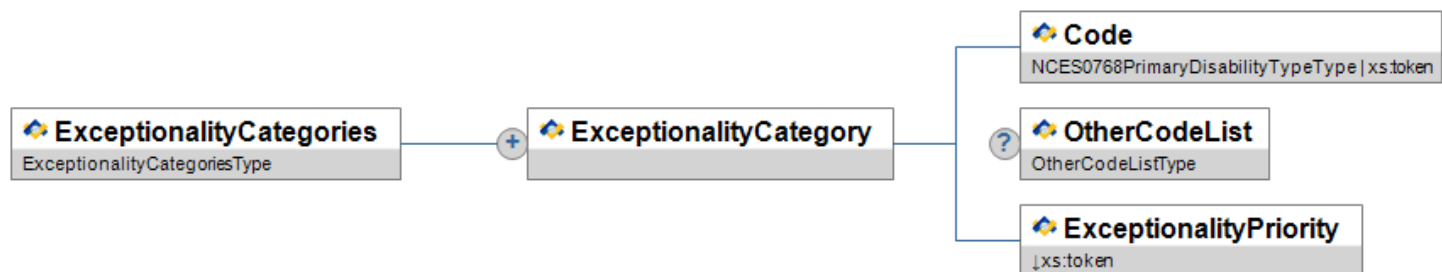 ExceptionalityCategories
ExceptionalityCategoriesType
+
ExceptionalityCategory
Code
NCES0768PrimaryDisabilityTypeType | xs:token
?
OtherCodeList
OtherCodeListType
ExceptionalityPriority
↓xs:token